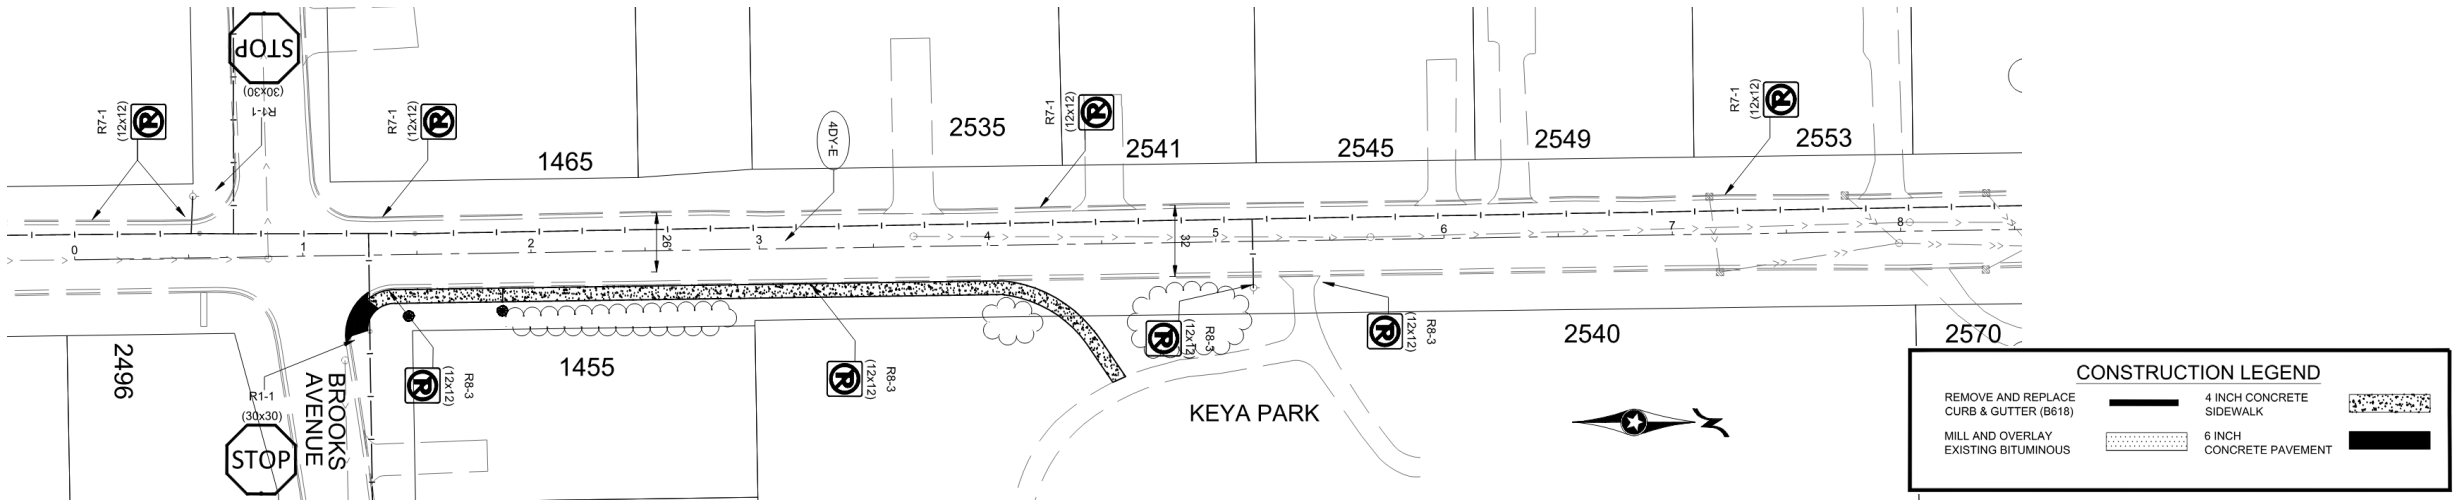 STOP
(30x30)
R1-1
R7-1
(12x12)
R7-1
(12x12)
1465
4DY-E
2535
R7-1
(12x12)
2541
2545
2549
R7-1
(12x12)
2553
0
1
2
3
4
5
6
7
8
26
32
2496
BROOKS
AVENUE
R1-1
(30x30)
STOP
R8-3
(12x12)
1455
R8-3
(12x12)
R8-3
(12x12)
KEYA PARK
R8-3
(12x12)
2540
2570
CONSTRUCTION LEGEND
REMOVE AND REPLACE
CURB & GUTTER (B618)
4 INCH CONCRETE
SIDEWALK
MILL AND OVERLAY
EXISTING BITUMINOUS
6 INCH
CONCRETE PAVEMENT